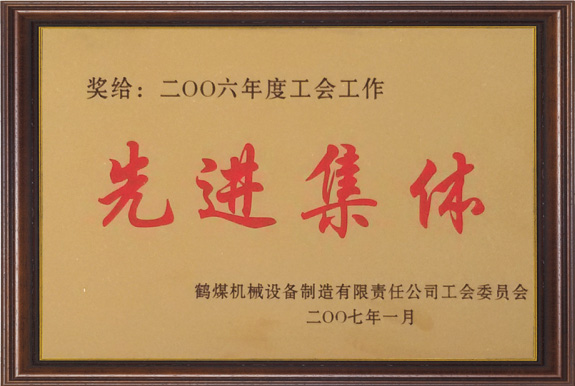 奖给：二〇〇六年度工会工作
先进集体
鹤煤机械设备制造有限责任公司工会委员会
二〇〇七年一月